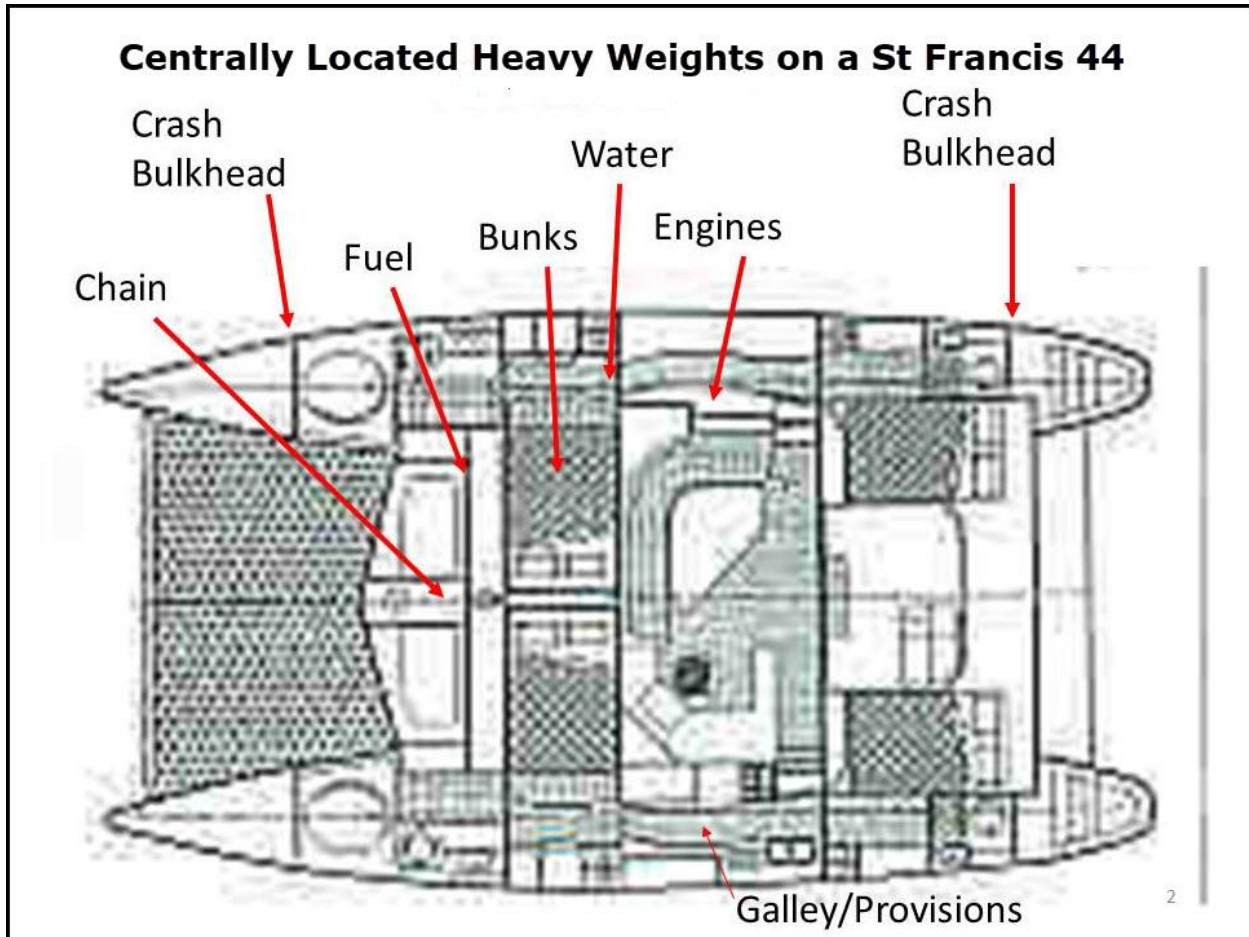 Centrally Located Heavy Weights on a St Francis 44
Crash
Bulkhead
Crash
Bulkhead
Water
Engines
Bunks
Fuel
Chain
Galley/Provisions
2